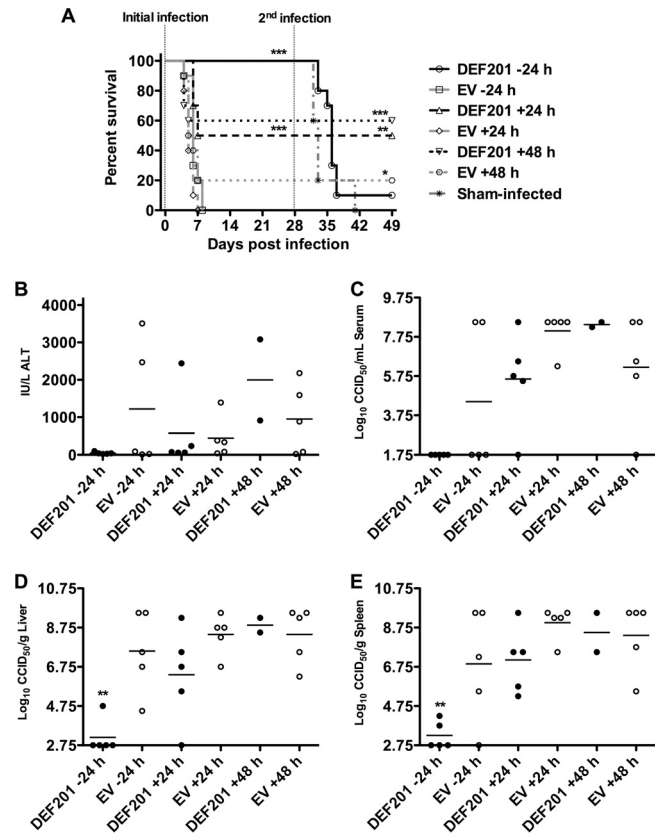 Initial infection
2nd infection
A
***
100
80
60
40
20
0
Percent survival
***
***
**
*
0 7 14 21 28 35 42 49
Days post infection
DEF201 -24 h
EV -24 h
DEF201 +24 h
EV +24 h
DEF201 +48 h
EV +48 h
Sham-infected
B
4000
3000
2000
1000
0
IU/L ALT
DEF201 -24 h
EV -24 h
DEF201 +24 h
EV +24 h
DEF201 +48 h
EV +48 h
C
9.75
7.75
5.75
3.75
1.75
Log10 CCID50/mL Serum
DEF201 -24 h
EV -24 h
DEF201 +24 h
EV +24 h
DEF201 +48 h
EV +48 h
D
10.75
8.75
6.75
4.75
2.75
Log10 CCID50/g Liver
**
DEF201 -24 h
EV -24 h
DEF201 +24 h
EV +24 h
DEF201 +48 h
EV +48 h
E
10.75
8.75
6.75
4.75
2.75
Log10 CCID50/g Spleen
**
DEF201 -24 h
EV -24 h
DEF201 +24 h
EV +24 h
DEF201 +48 h
EV +48 h